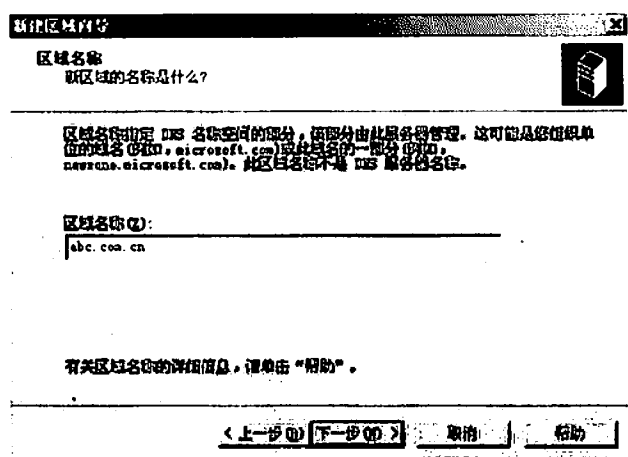 新建区域向导
区域名称
新区域的名称是什么?
区域名称指定 DNS 名称空间的部分，该部分由此服务器管理。这可能是您组织单
位的域名(例如，microsoft.com)或此域名的一部分(例如，
newzone.microsoft.com)。此区域名称不是 DNS 服务器名称。
区域名称(Z):
abc.com.cn
有关区域名称的详细信息，请单击“帮助”。
< 上一步(B) 下一步(N) > 取消 帮助